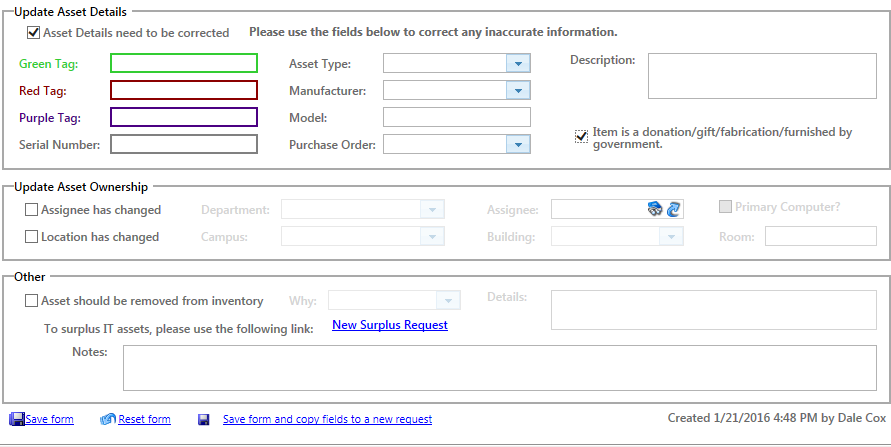 Update Asset Details
Asset Details need to be corrected Please use the fields below to correct any inaccurate information.
Green Tag: Asset Type: Description:
Red Tag: Manufacturer:
Purple Tag: Model:
Item is a donation/gift/fabrication/furnished by
government.
Serial Number: Purchase Order:
Update Asset Ownership
Assignee has changed Department: Assignee: Primary Computer?
Location has changed Campus: Building: Room:
Other
Asset should be removed from inventory Why: Details:
To surplus IT assets, please use the following link: New Surplus Request
Notes:
Save form Reset form Save form and copy fields to a new request Created 1/21/2016 4:48 PM by Dale Cox